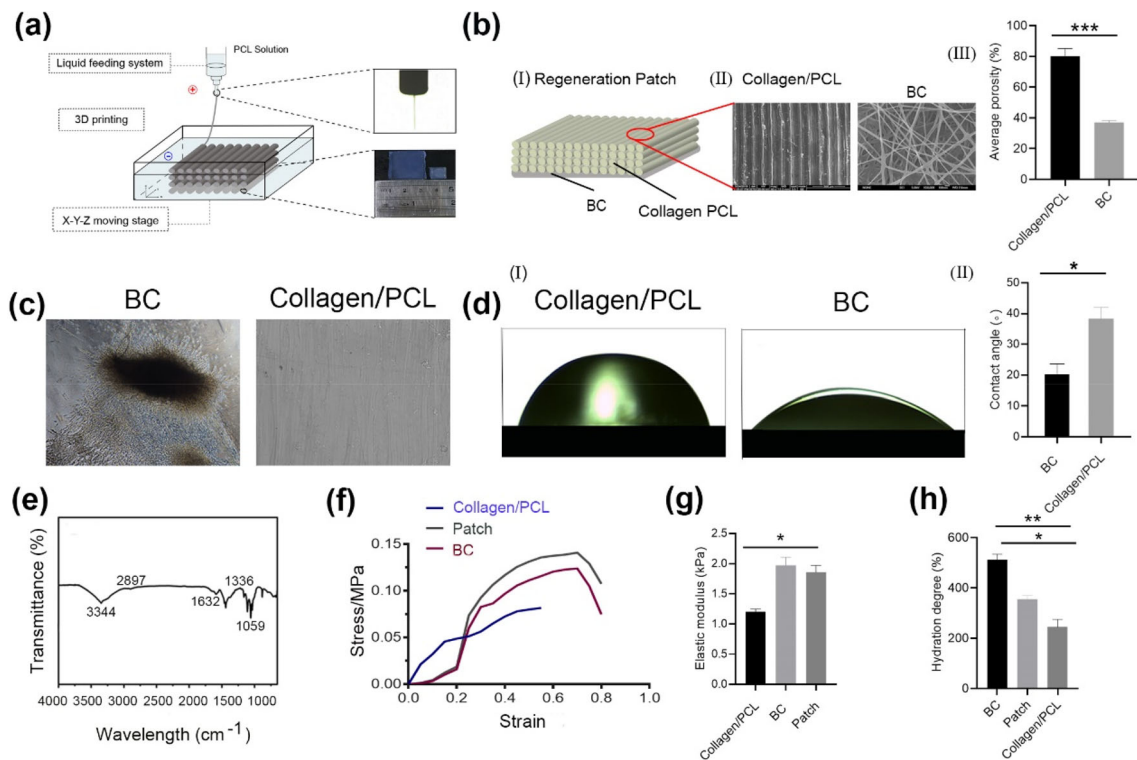 (a)
PCL Solution
Liquid feeding system
3D printing
X-Y-Z moving stage
(b)
(I) Regeneration Patch
BC
Collagen PCL
(II) Collagen/PCL
BC
(III)
Average porosity (%)
100
80
60
40
20
0
***
Collagen/PCL
BC
(c)
BC
Collagen/PCL
(d)
(I)
Collagen/PCL
BC
(II)
Contact angle (°)
50
40
30
20
10
0
*
BC
Collagen/PCL
(e)
Transmittance (%)
3344
2897
1632
1336
1059
4000 3500 3000 2500 2000 1500 1000
Wavelength (cm-1)
(f)
Collagen/PCL
Patch
BC
Stress/MPa
0.15
0.10
0.05
0.00
0.0 0.2 0.4 0.6 0.8 1.0
Strain
(g)
Elastic modulus (kPa)
2.5
2.0
1.5
1.0
0.5
0.0
*
Collagen/PCL
BC
Patch
(h)
Hydration degree (%)
600
400
200
0
**
*
BC
Patch
Collagen/PCL